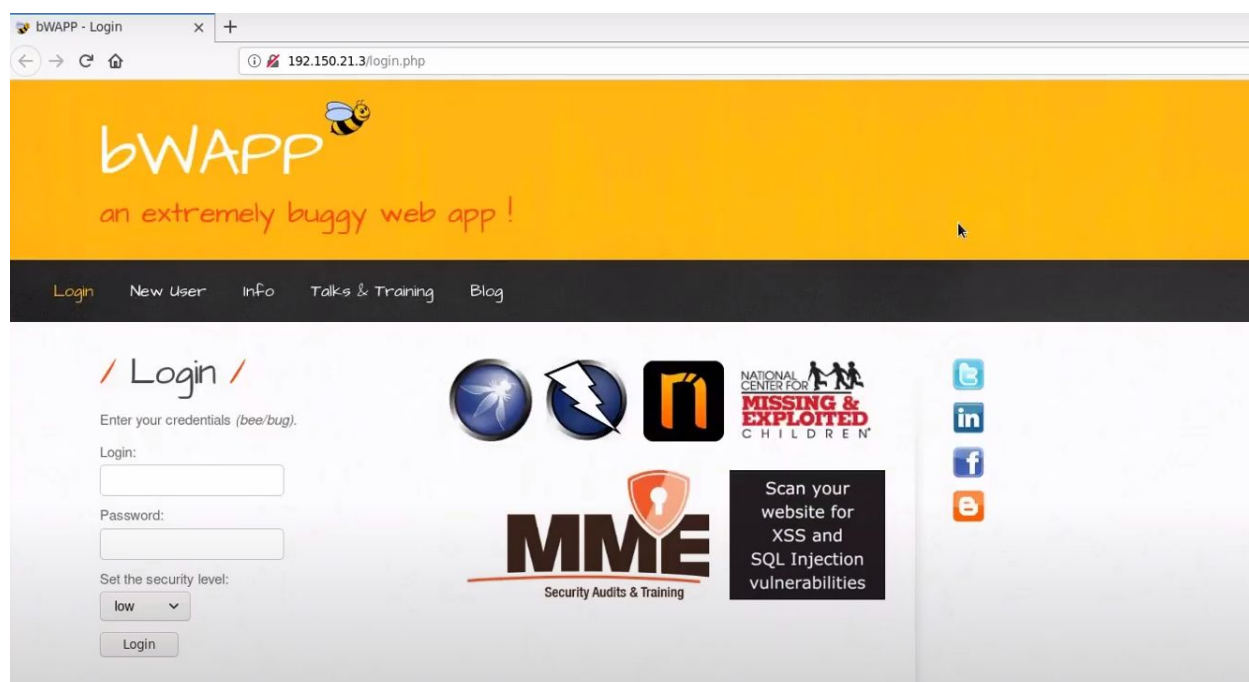 bWAPP - Login
192.150.21.3/login.php
bWAPP
an extremely buggy web app !
Login New User Info Talks & Training Blog
/ Login /
Enter your credentials (bee/bug).
Login:
Password:
Set the security level:
low
Login
NATIONAL
CENTER FOR
MISSING &
EXPLOITED
CHILDREN®
MME
Security Audits & Training
Scan your
website for
XSS and
SQL Injection
vulnerabilities